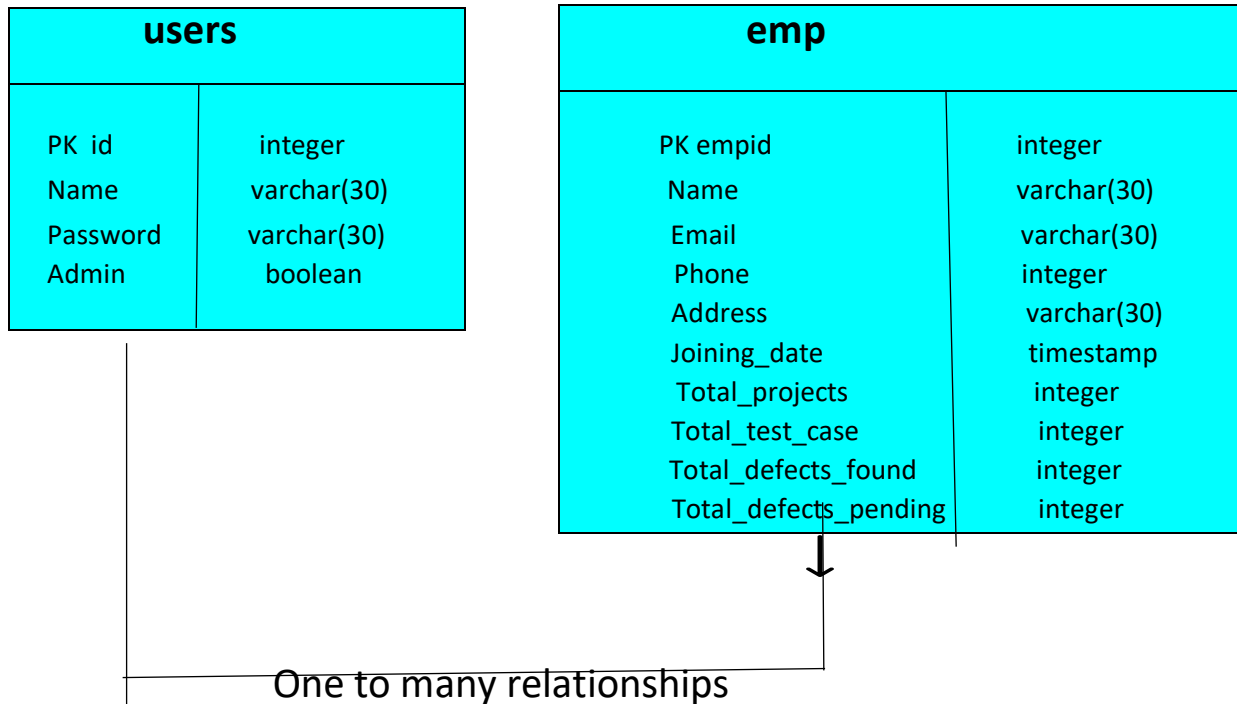 users
PK id integer
Name varchar(30)
Password varchar(30)
Admin boolean
emp
PK empid integer
Name varchar(30)
Email varchar(30)
Phone integer
Address varchar(30)
Joining_date timestamp
Total_projects integer
Total_test_case integer
Total_defects_found integer
Total_defects_pending integer
One to many relationships